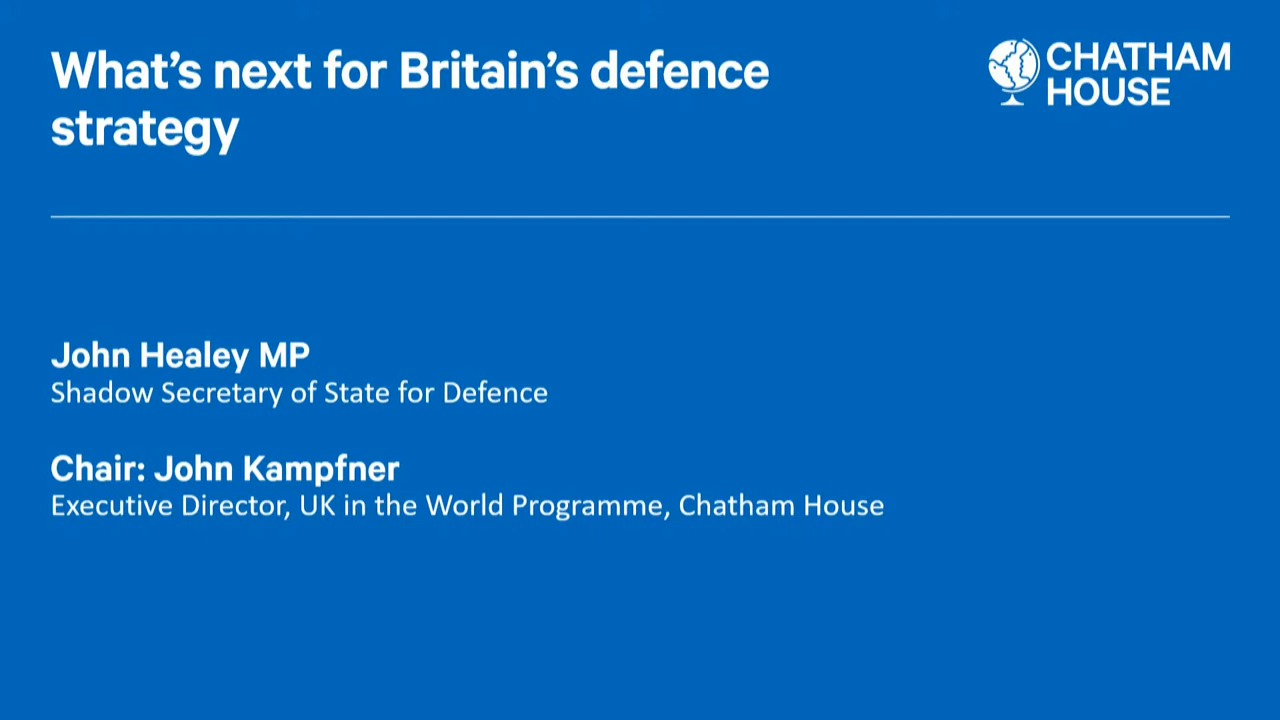 What’s next for Britain’s defence
strategy
CHATHAM
HOUSE
John Healey MP
Shadow Secretary of State for Defence
Chair: John Kampfner
Executive Director, UK in the World Programme, Chatham House